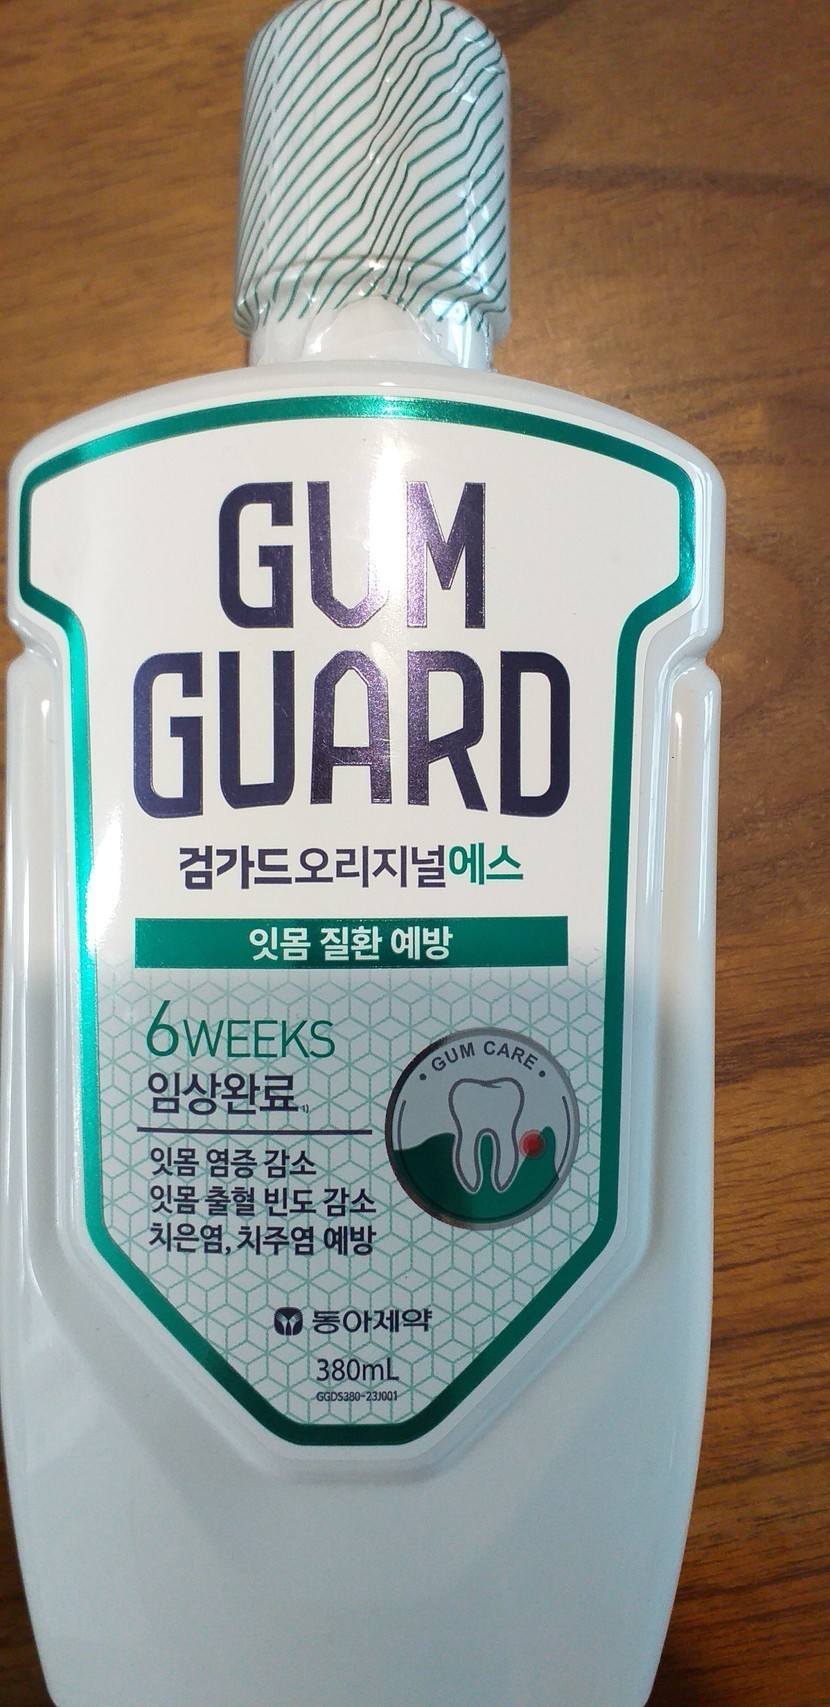 GUM
GUARD
검가드오리지널에스
잇몸 질환 예방
6WEEKS
임상완료1)
• GUM CARE •
잇몸 염증 감소
잇몸 출혈 빈도 감소
치은염, 치주염 예방
동아제약
380mL
GGDS380-23J001